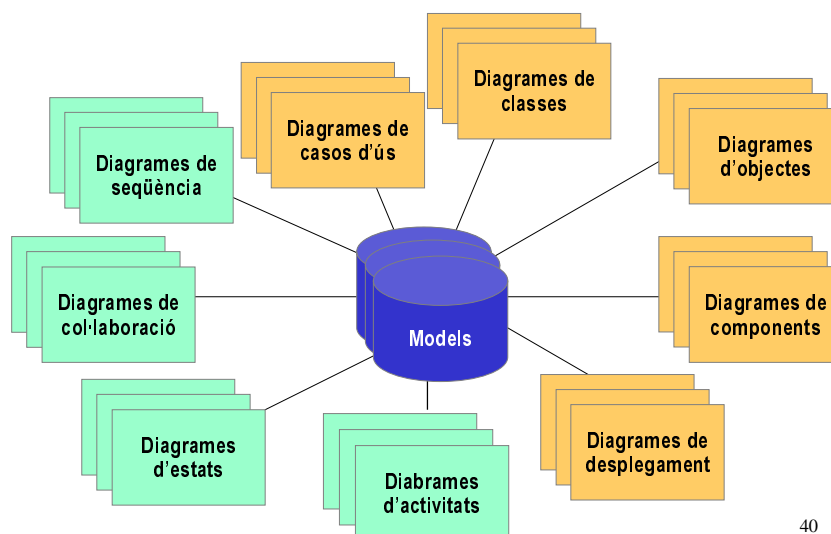 Diagrames de
classes
Diagrames de
casos d'ús
Diagrames
d'objectes
Diagrames de
seqüència
Diagrames de
col·laboració
Diagrames de
components
Models
Diagrames
d'estats
Diabrames
d'activitats
Diagrames de
desplegament
40